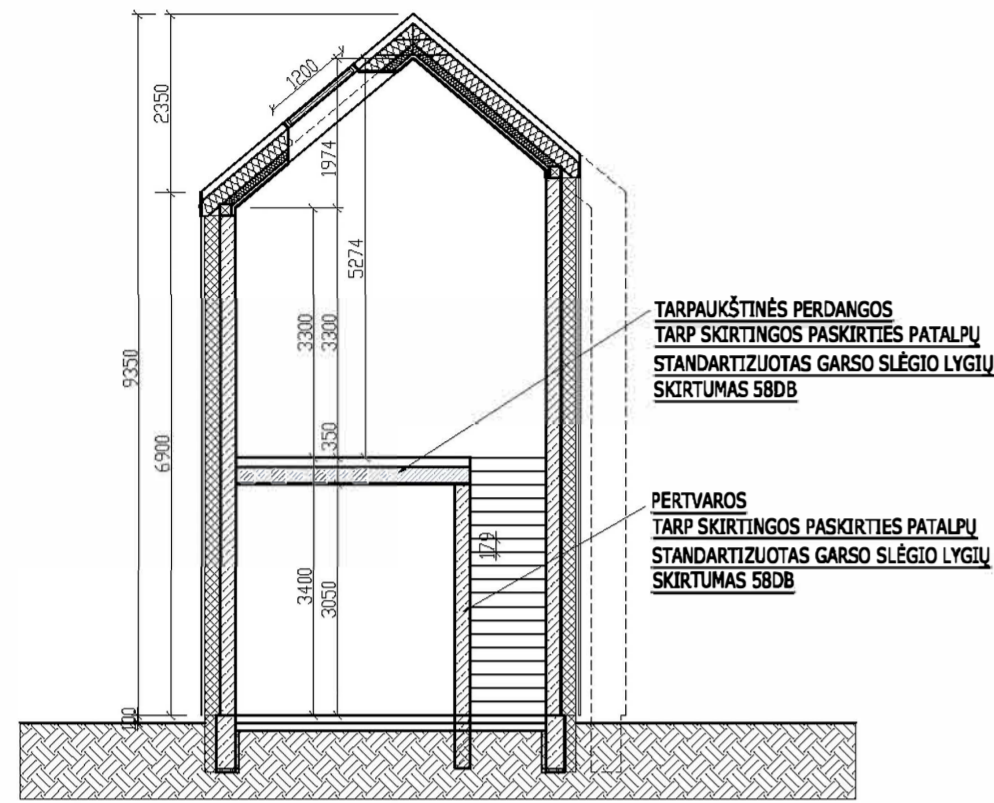 1200
2350
1974
5274
3300
3300
9350
6900
350
179
3400
3050
100
TARPAUKŠTINĖS PERDANGOS
TARP SKIRTINGOS PASKIRTIES PATALPŲ
STANDARTIZUOTAS GARSO SLĖGIO LYGIŲ
SKIRTUMAS 58DB
PERTVAROS
TARP SKIRTINGOS PASKIRTIES PATALPŲ
STANDARTIZUOTAS GARSO SLĖGIO LYGIŲ
SKIRTUMAS 58DB